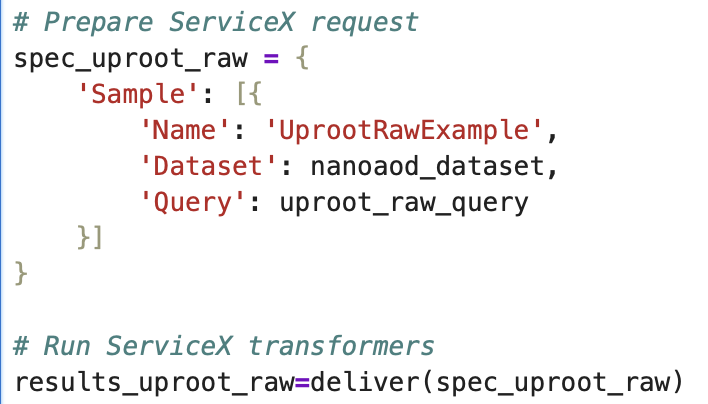 # Prepare ServiceX request
spec_uproot_raw = {
    'Sample': [{
        'Name': 'UprootRawExample',
        'Dataset': nanoaod_dataset,
        'Query': uproot_raw_query
    }]
}
# Run ServiceX transformers
results_uproot_raw=deliver(spec_uproot_raw)